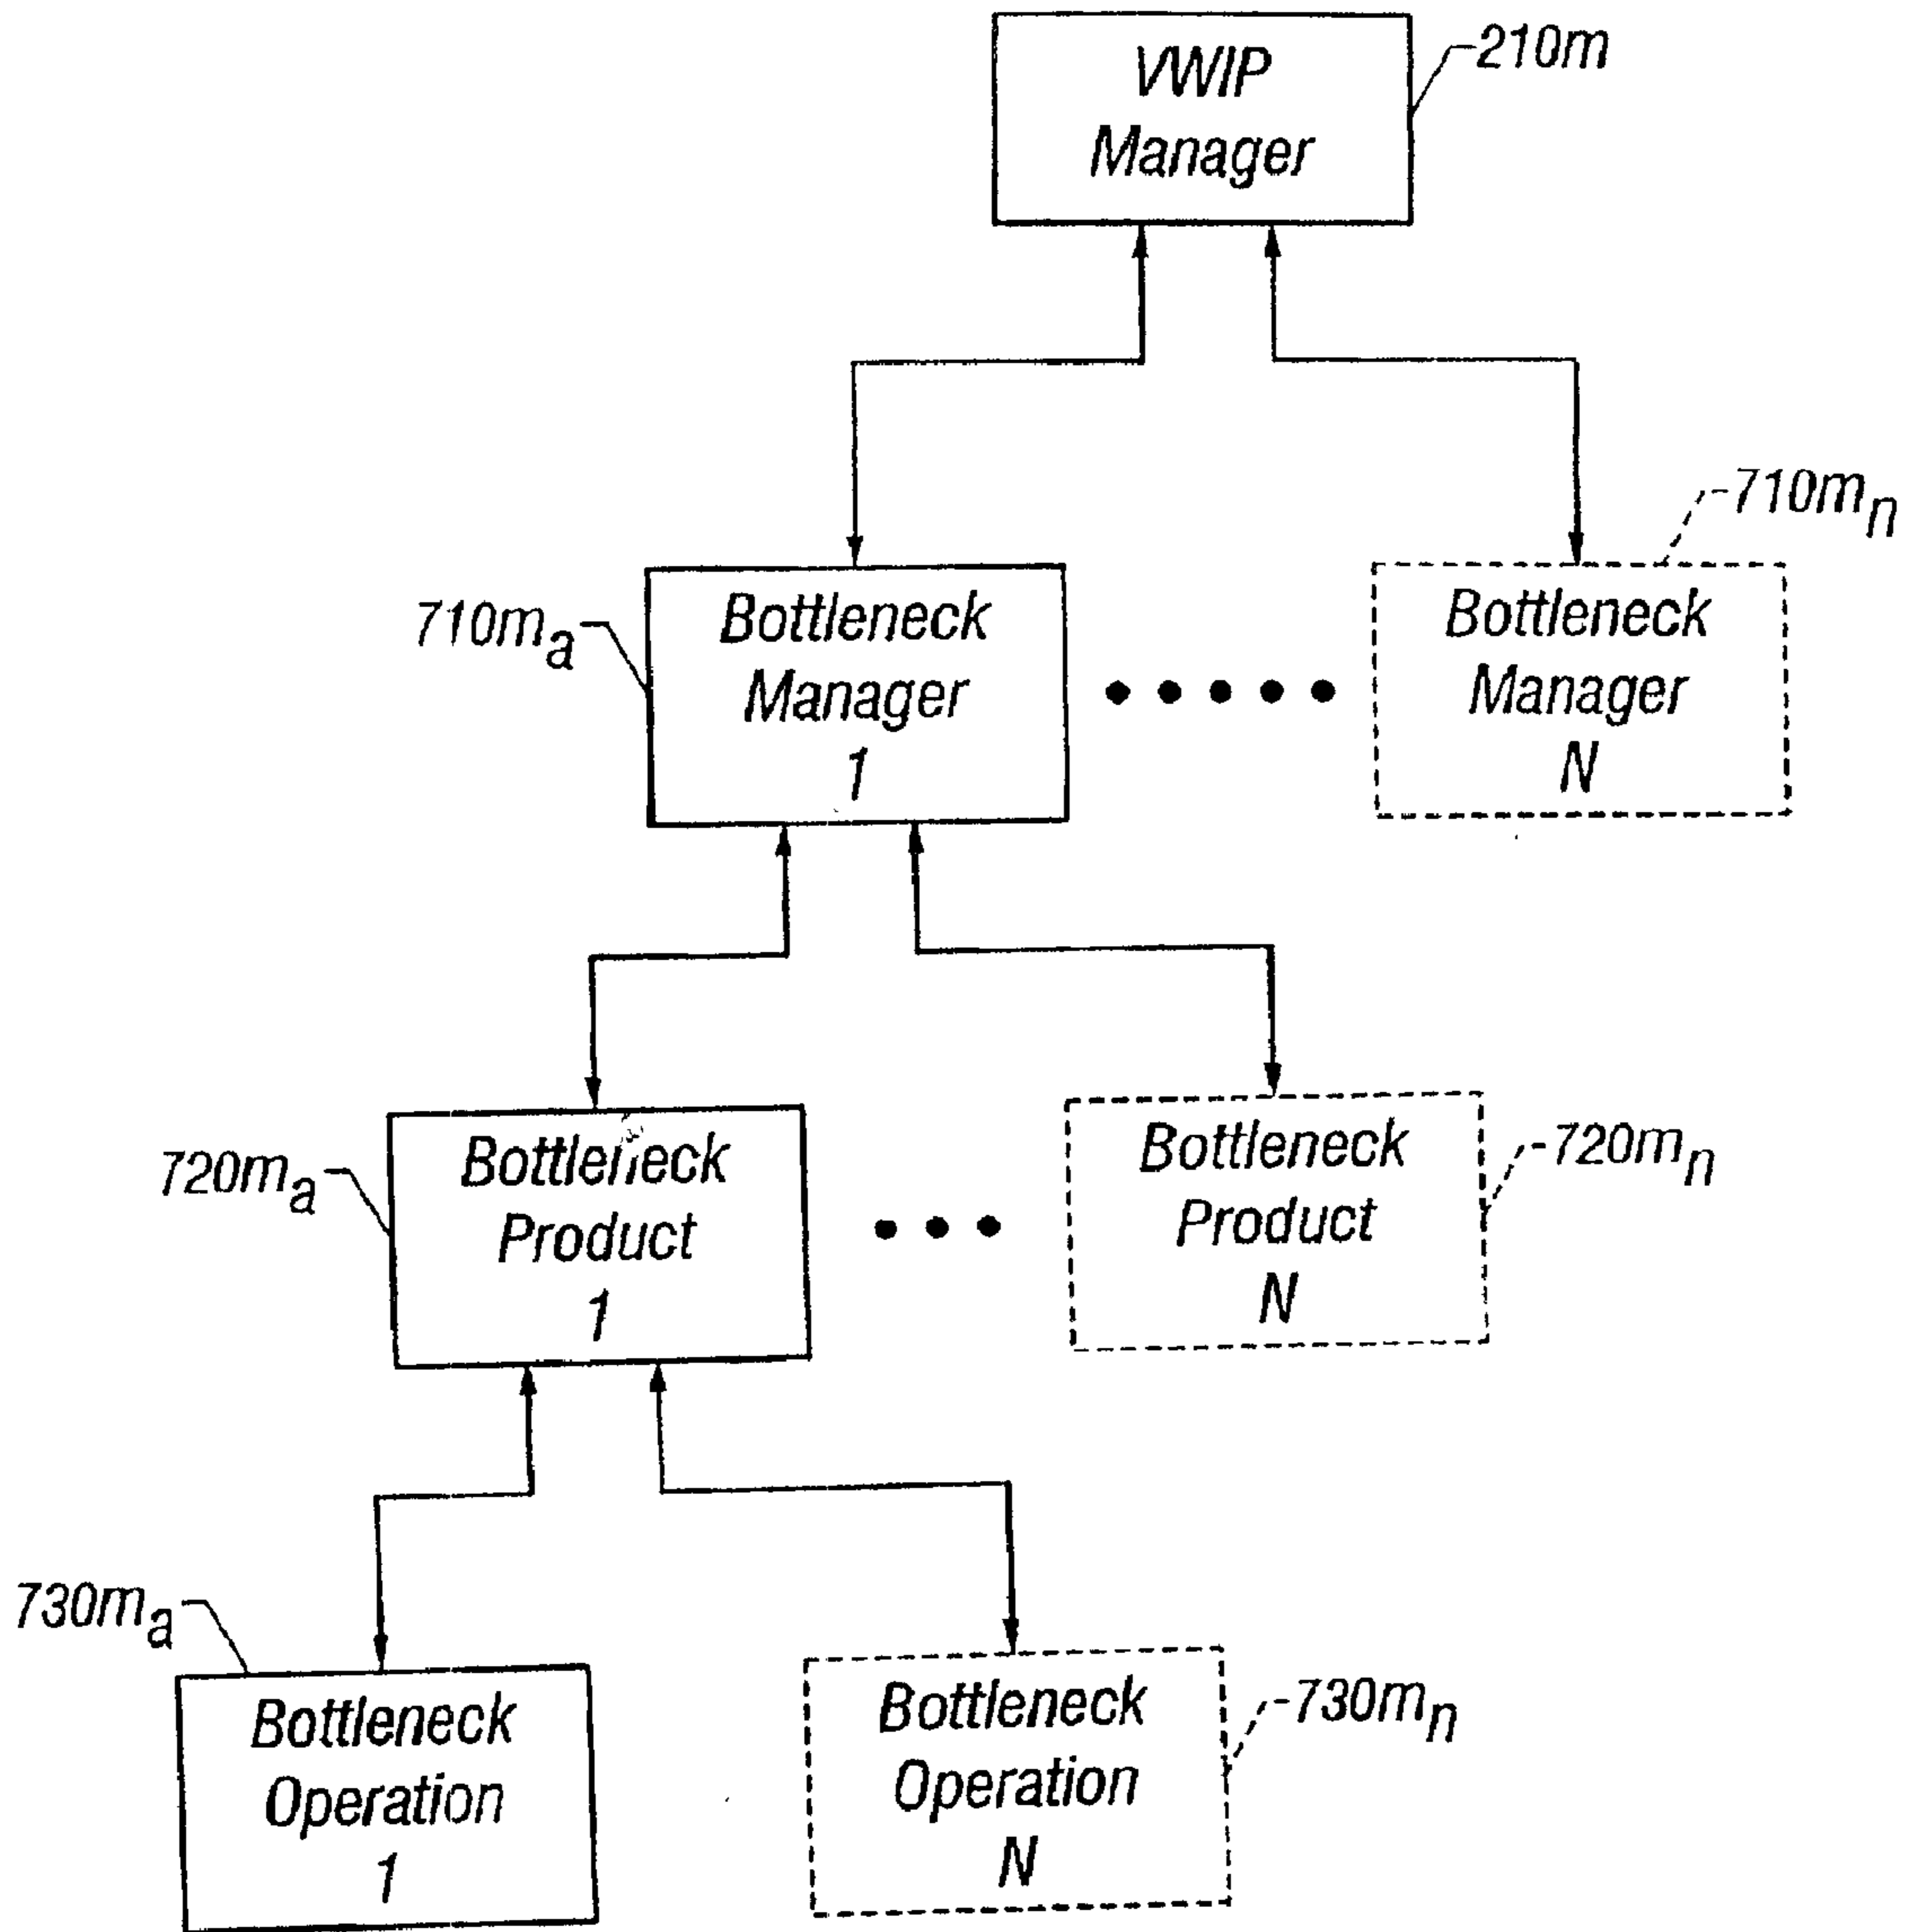 VWIP
Manager
210m
Bottleneck
Manager
1
710mₐ
Bottleneck
Manager
N
710mₙ
Bottleneck
Product
1
720mₐ
Bottleneck
Product
N
720mₙ
Bottleneck
Operation
1
730mₐ
Bottleneck
Operation
N
730mₙ